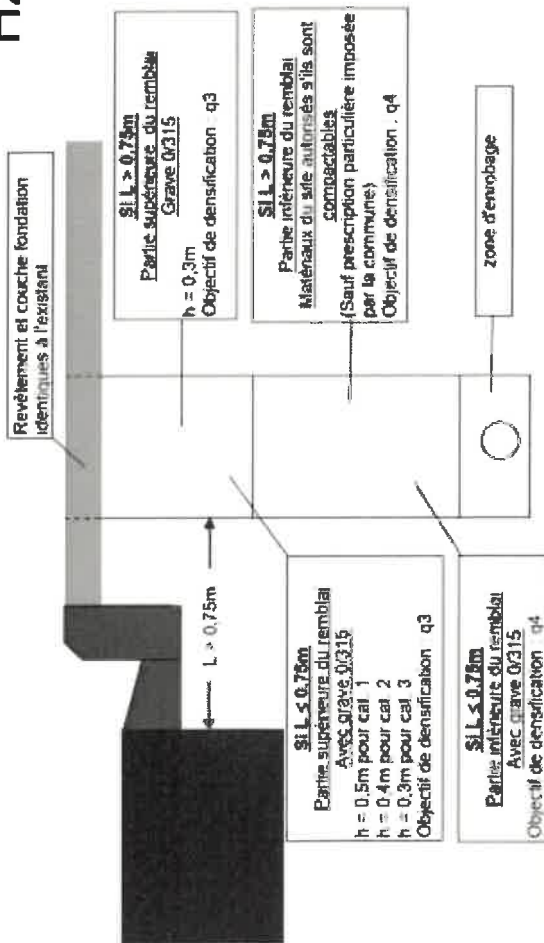 Revêtement et couche fondation
identiques à l'existant
Si L > 0,75m
Partie supérieure du remblai
Grave 0/315
h = 0,3m
Objectif de densification : q3
L > 0,75m
Si L > 0,75m
Partie inférieure du remblai
Matériaux du site autorisés s'ils sont
compactables
(Sauf prescription particulière imposée
par la commune)
Objectif de densification : q4
zone d'enrobage
Si L < 0,75m
Partie supérieure du remblai
Avec grave 0/315
h = 0,5m pour cat. 1
h = 0,4m pour cat. 2
h = 0,3m pour cat. 3
Objectif de densification : q3
Si L < 0,75m
Partie inférieure du remblai
Avec grave 0/315
Objectif de densification : q4